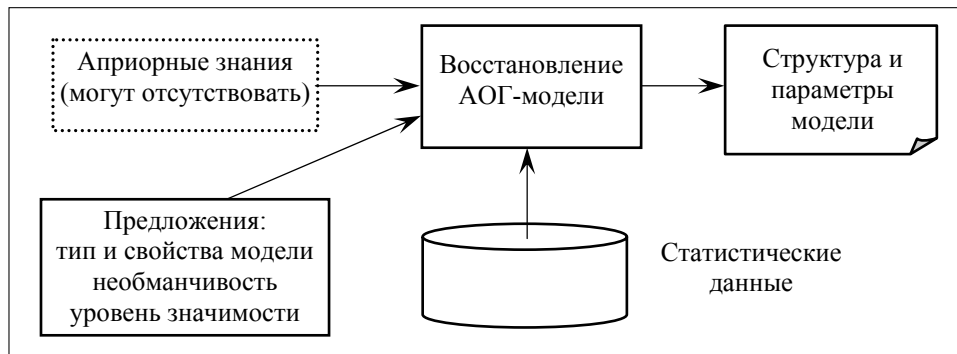 Априорные знания
(могут отсутствовать)
Восстановление
АОГ-модели
Структура и
параметры
модели
Предложения:
тип и свойства модели
необманчивость
уровень значимости
Статистические
данные